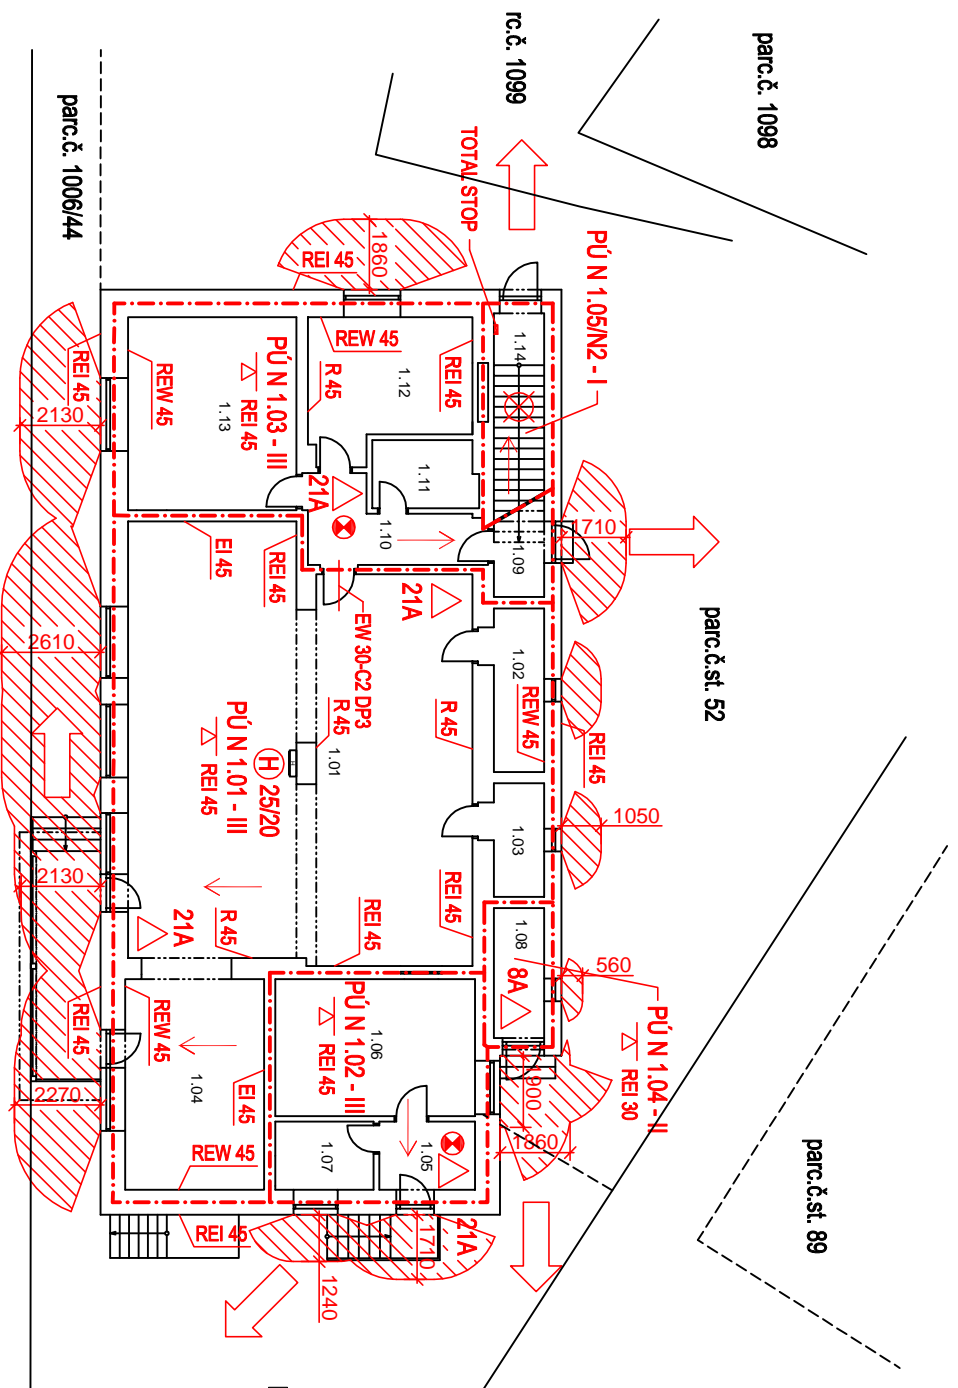 parc.č. 1098
rc.č. 1099
parc.č. 1006/44
TOTAL STOP
PÚ N 1.05/N2 - I
1860
REI 45
REW 45
REI 45
1.14
1.12
R 45
PÚ N 1.03 - III
REI 45
1.13
REW 45
REI 45
2130
1.11
21A
1.10
1.09
1710
EI 45
REI 45
21A
EW 30-C2 DP3
parc.č.st. 52
1.02
REW 45
REI 45
R 45
R 45
2610
PÚ N 1.01 - III
REI 45
H
25/20
1.01
H
1.03
1050
2130
21A
R 45
REI 45
REI 45
1.08
8A
560
PÚ N 1.04 - II
REI 30
REI 45
REW 45
1.04
EI 45
PÚ N 1.02 - III
REI 45
1.06
1900
1860
2270
REW 45
1.07
1.05
REI 45
21A
1710
1240
parc.č.st. 89